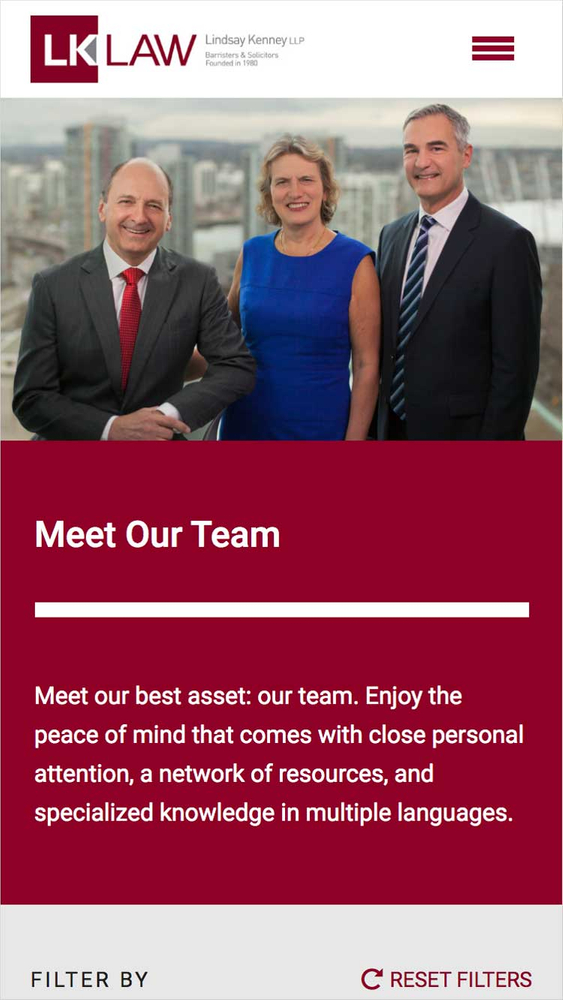 LK LAW
Lindsay Kenney LLP
Barristers & Solicitors
Founded in 1980
Meet Our Team
Meet our best asset: our team. Enjoy the
peace of mind that comes with close personal
attention, a network of resources, and
specialized knowledge in multiple languages.
FILTER BY
RESET FILTERS